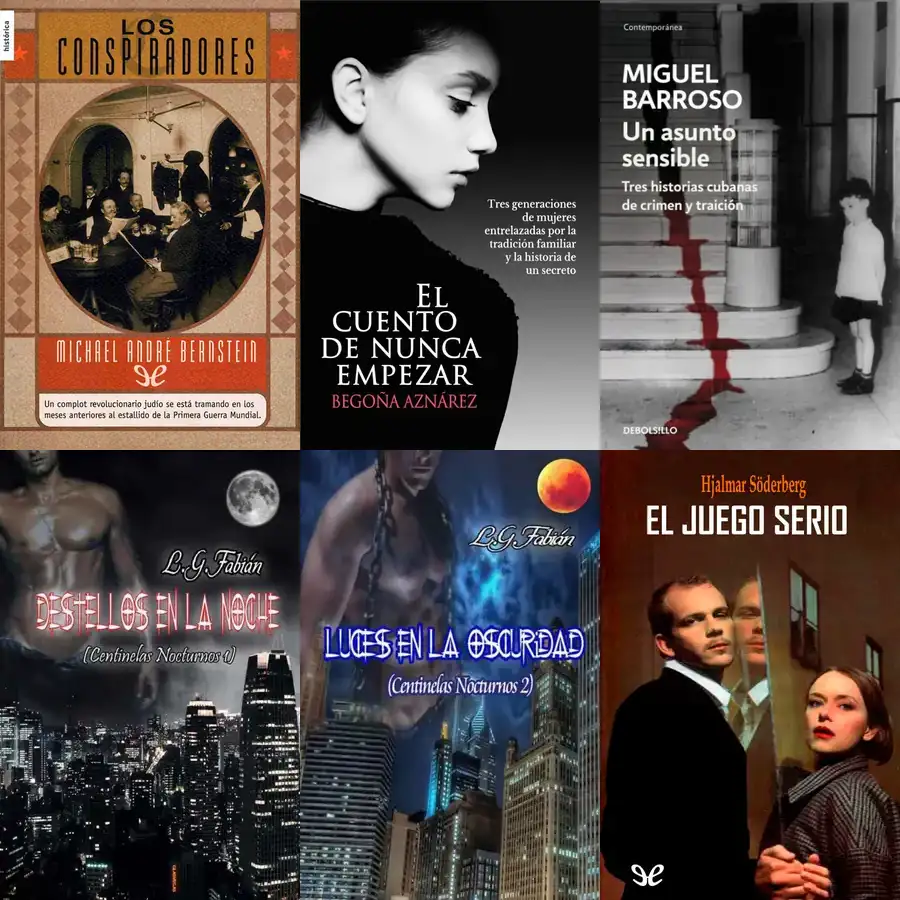 histórica
LOS
CONSPIRADORES
MICHAEL ANDRÉ BERNSTEIN
Un complot revolucionario judío se está tramando en los
meses anteriores al estallido de la Primera Guerra Mundial.
Tres generaciones
de mujeres
entrelazadas por la
tradición familiar
y la historia de
un secreto
EL
CUENTO
DE NUNCA
EMPEZAR
BEGOÑA AZNÁREZ
Contemporánea
MIGUEL
BARROSO
Un asunto
sensible
Tres historias cubanas
de crimen y traición
DEBOLS!LLO
L.G.Fabián
DESTELLOS EN LA NOCHE
(Centinelas Nocturnos 1)
L.G.Fabián
LUCES EN LA OSCURIDAD
(Centinelas Nocturnos 2)
Hjalmar Söderberg
EL JUEGO SERIO